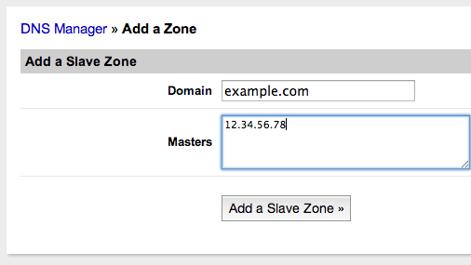 DNS Manager » Add a Zone
Add a Slave Zone
Domain example.com
Masters 12.34.56.78
Add a Slave Zone »